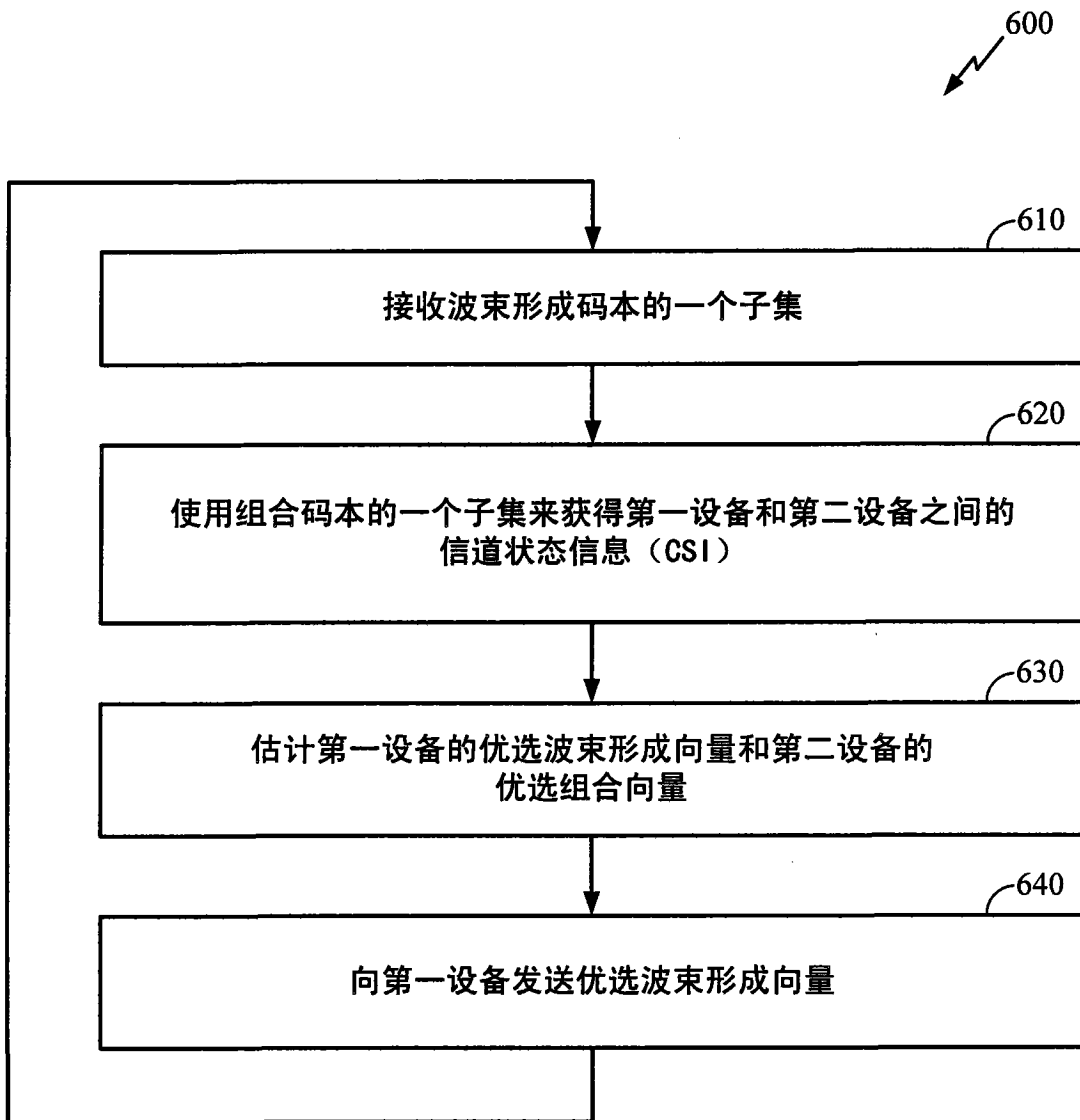 600
610
接收波束形成码本的一个子集
620
使用组合码本的一个子集来获得第一设备和第二设备之间的
信道状态信息（CSI）
630
估计第一设备的优选波束形成向量和第二设备的
优选组合向量
640
向第一设备发送优选波束形成向量